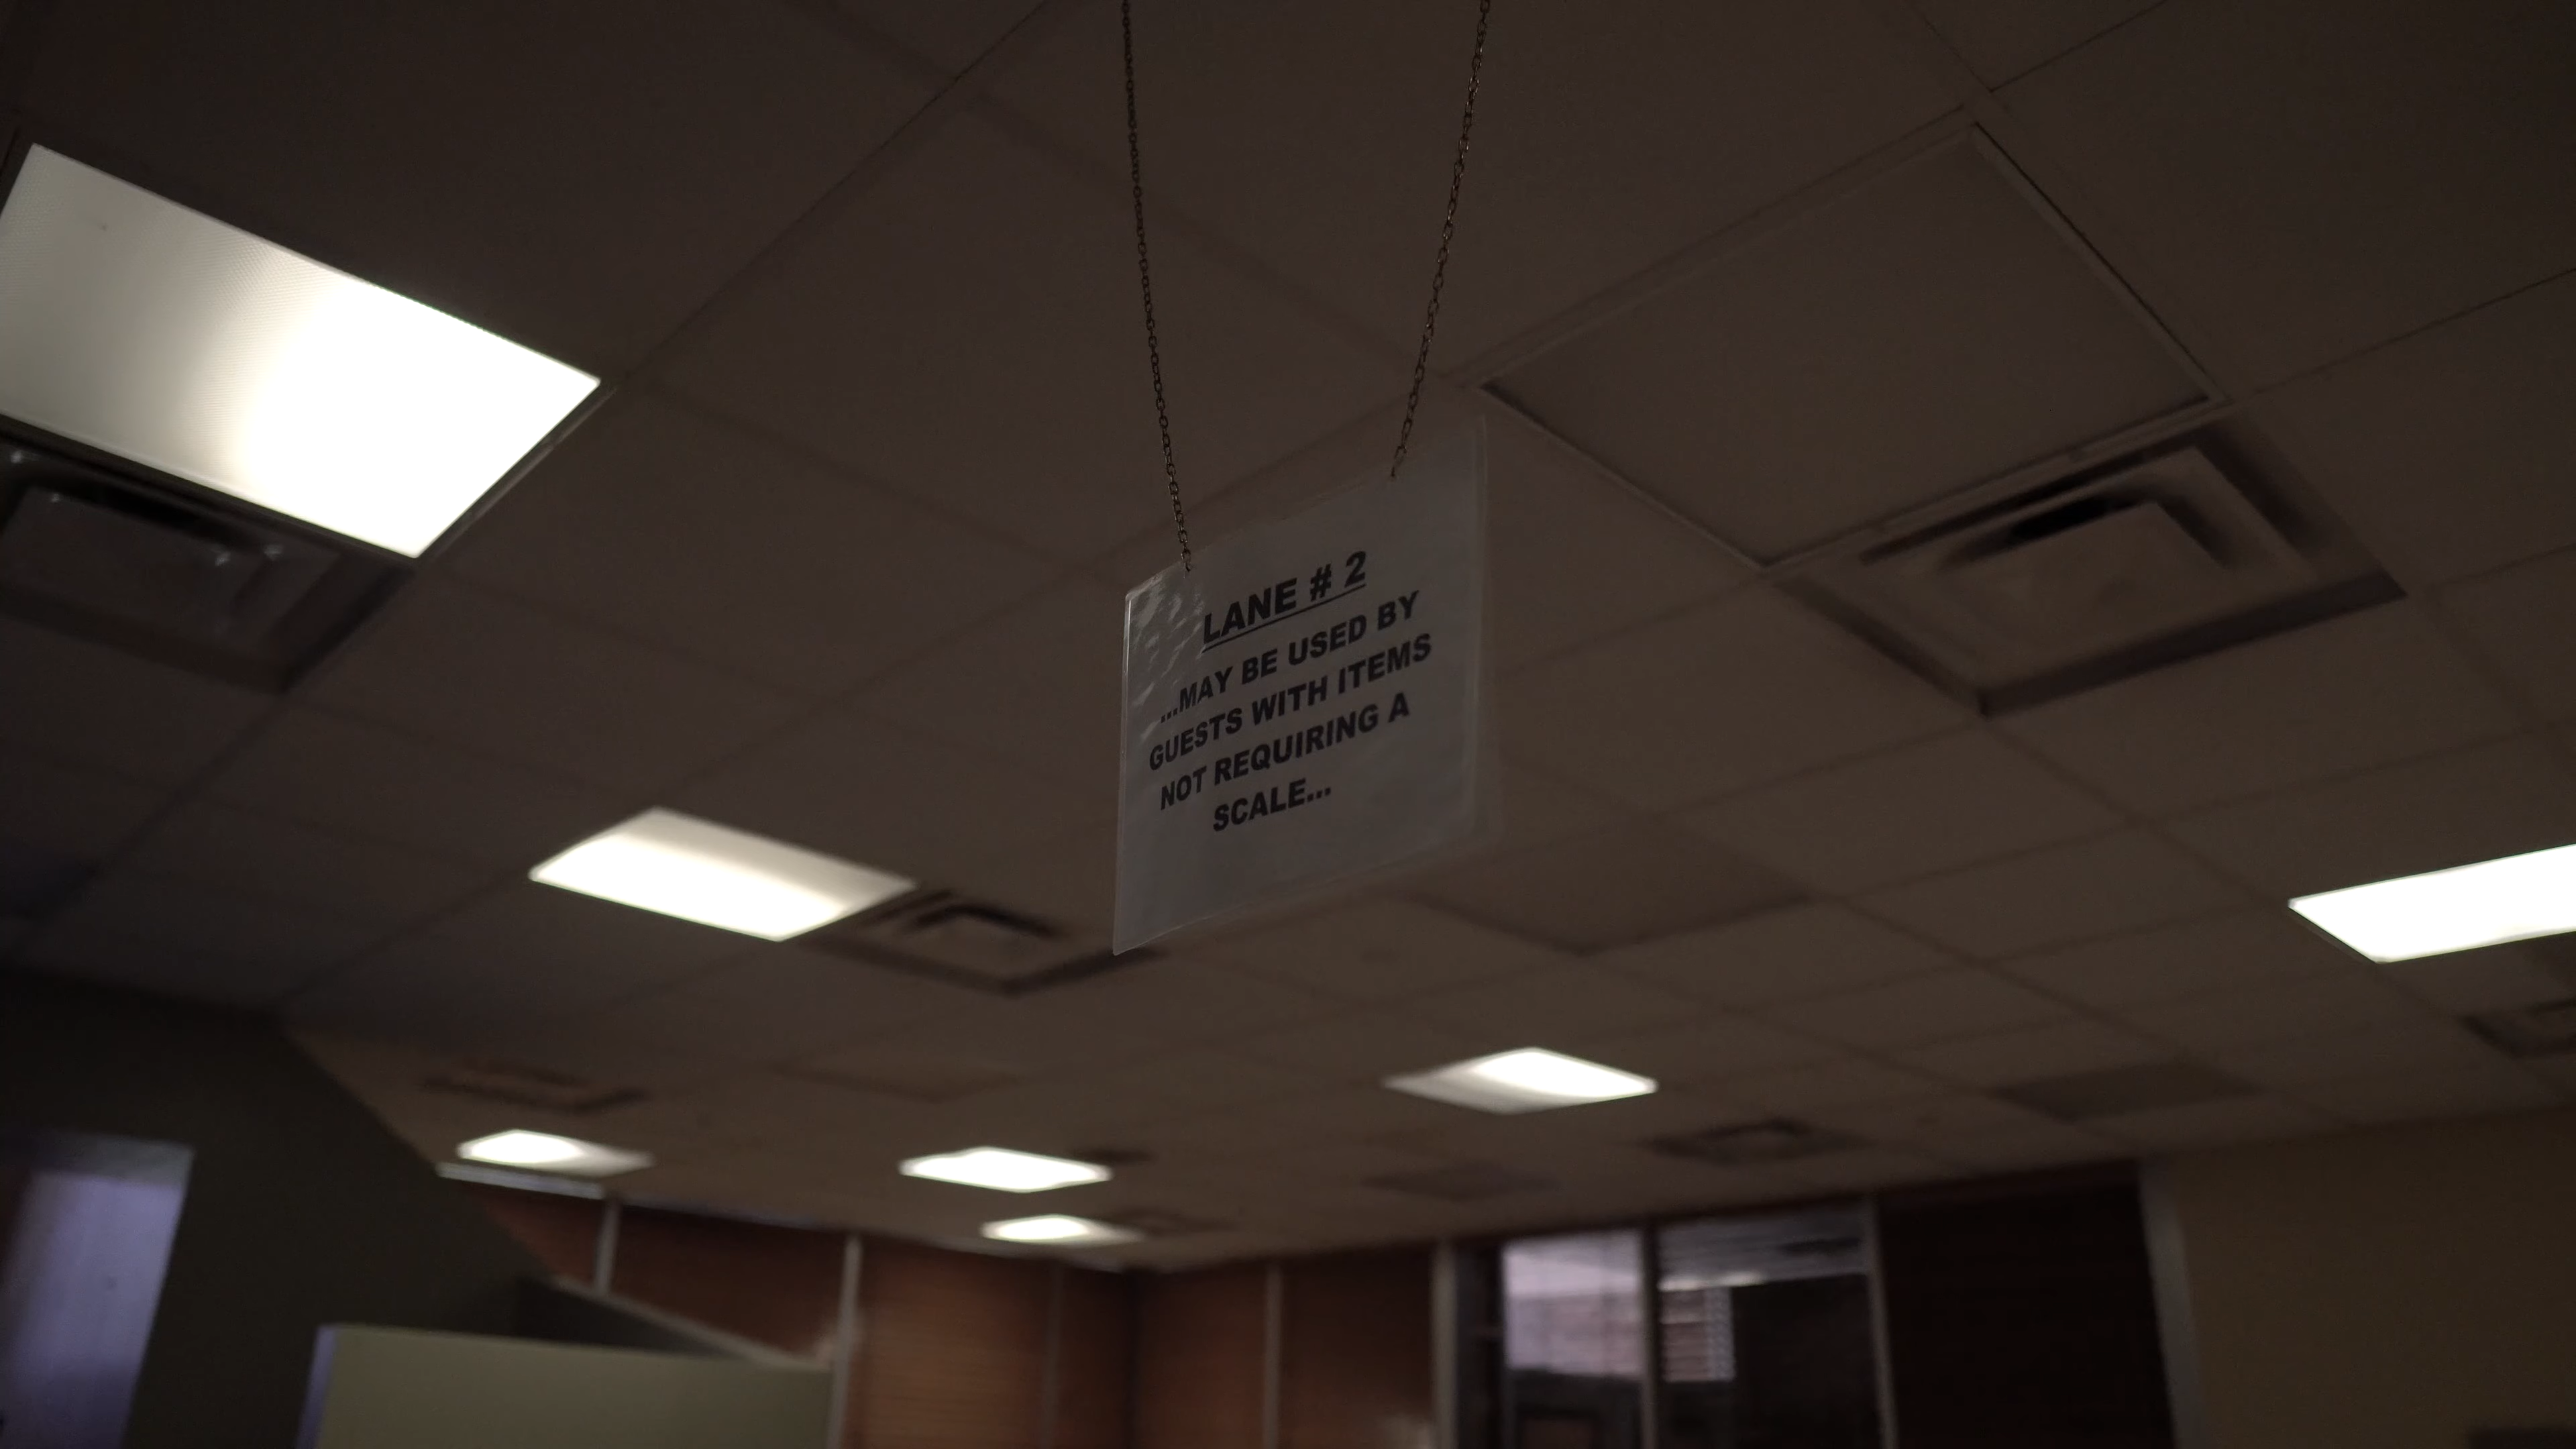 LANE # 2
...MAY BE USED BY
GUESTS WITH ITEMS
NOT REQUIRING A
SCALE...